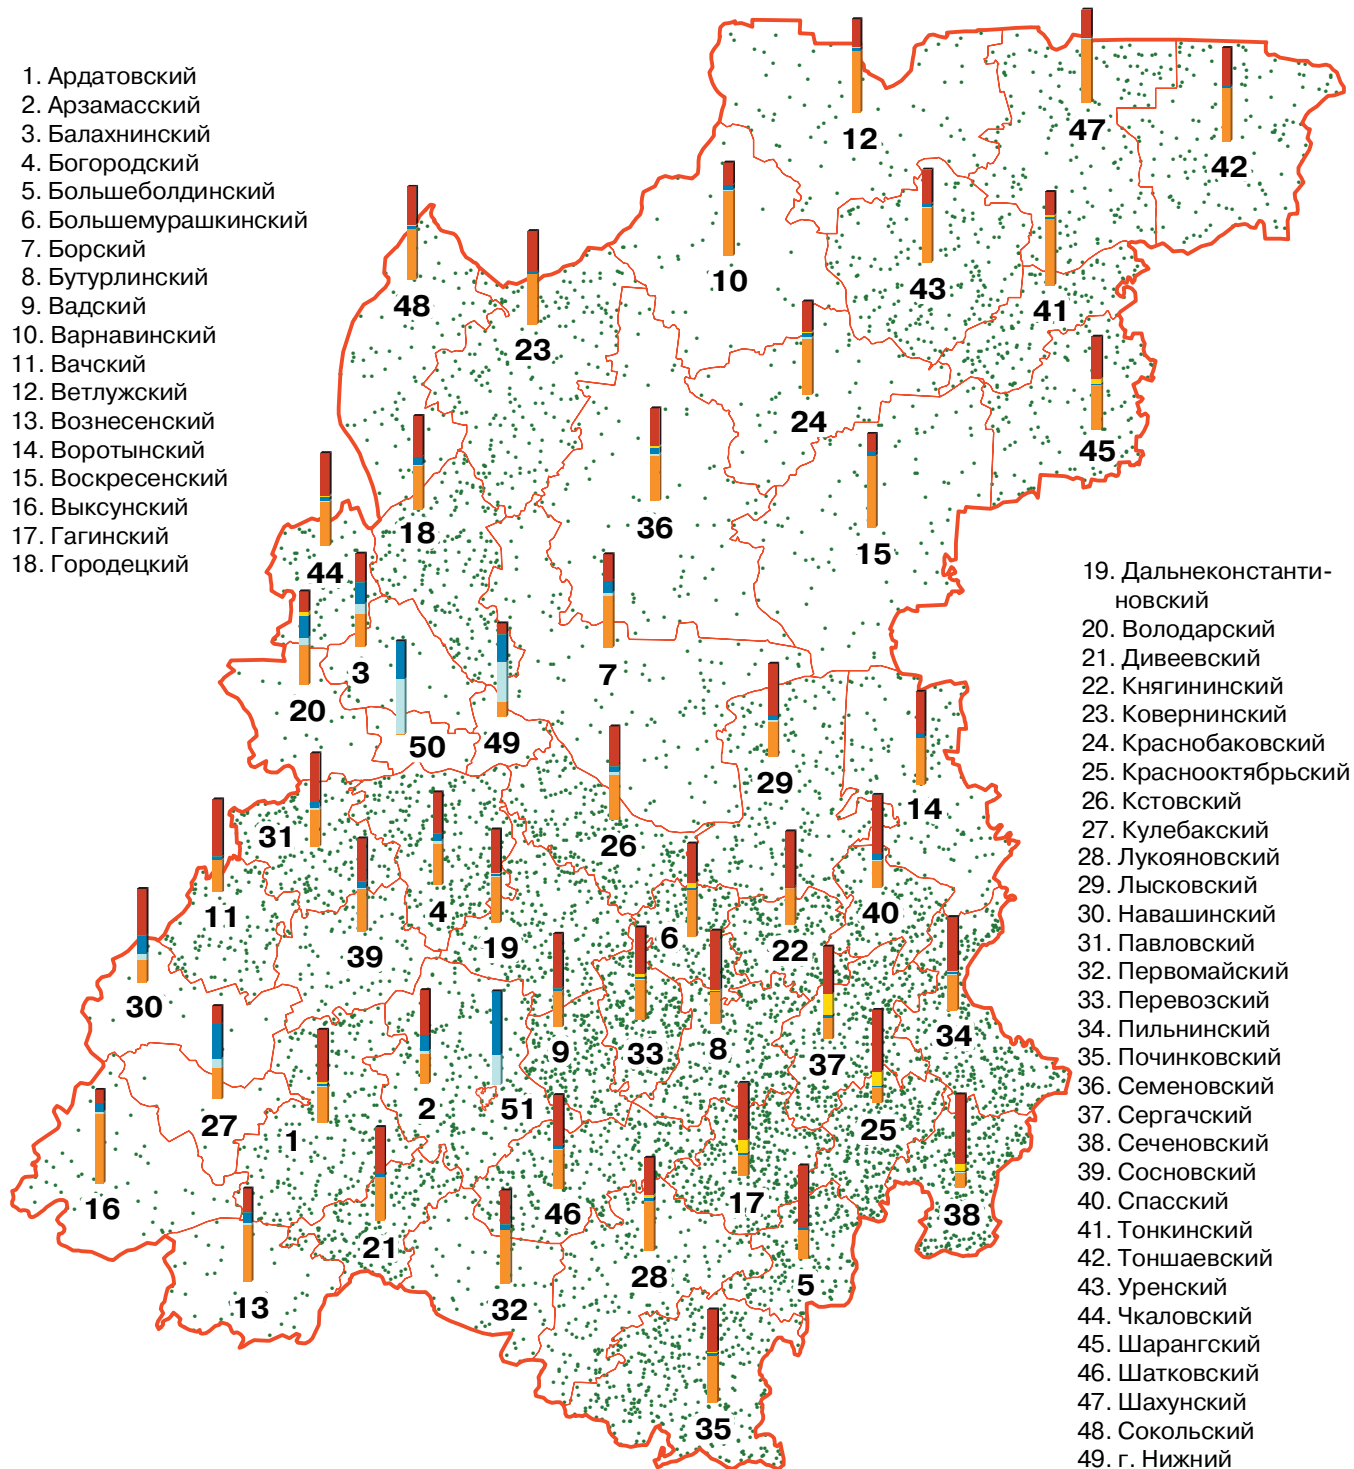 1. Ардатовский
2. Арзамасский
3. Балахнинский
4. Богородский
5. Большеболдинский
6. Большемурашкинский
7. Борский
8. Бутурлинский
9. Вадский
10. Варнавинский
11. Вачский
12. Ветлужский
13. Вознесенский
14. Воротынский
15. Воскресенский
16. Выксунский
17. Гагинский
18. Городецкий
19. Дальнеконстанти-
новский
20. Володарский
21. Дивеевский
22. Княгининский
23. Ковернинский
24. Краснобаковский
25. Краснооктябрьский
26. Кстовский
27. Кулебакский
28. Лукояновский
29. Лысковский
30. Навашинский
31. Павловский
32. Первомайский
33. Перевозский
34. Пильнинский
35. Починковский
36. Семеновский
37. Сергачский
38. Сеченовский
39. Сосновский
40. Спасский
41. Тонкинский
42. Тоншаевский
43. Уренский
44. Чкаловский
45. Шарангский
46. Шатковский
47. Шахунский
48. Сокольский
49. г. Нижний
12
47
42
10
43
41
48
23
24
45
18
36
15
44
3
7
20
50
49
29
14
31
26
11
4
19
6
22
40
39
30
9
33
8
37
34
27
1
2
51
25
16
46
17
38
21
28
5
13
32
35